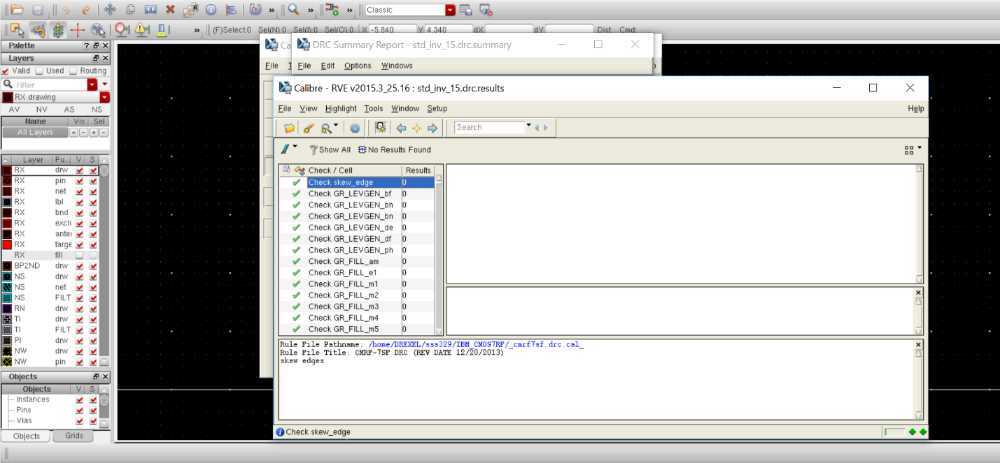 Classic
(F)Select:0 Sel(N):0 Sel(I):0 Sel(O):0 X -5.840 Y 4.340 dX dY Dist: Cmd:
Palette
Layers
Valid Used Routing
Filter
RX drawing
AV NV AS NS
Name Vis Sel
All Layers
Layer Pu... V S
RX drw
RX pin
RX net
RX lbl
RX bnd
RX exclu
RX anter
RX targe
RX fill
BP2ND drw
NS drw
NS net
NS FILT
RN drw
TI drw
TI FILT
PI drw
NW drw
NW pin
Objects
Objects V S
Instances
Pins
Vias
Objects Grids
Ca
File
DRC Summary Report - std_inv_15.drc.summary
File Edit Options Windows
Calibre - RVE v2015.3_25.16 : std_inv_15.drc.results
File View Highlight Tools Window Setup Help
Search
Show All No Results Found
Check / Cell Results
Check skew_edge 0
Check GR_LEVGEN_bf 0
Check GR_LEVGEN_bh 0
Check GR_LEVGEN_bn 0
Check GR_LEVGEN_de 0
Check GR_LEVGEN_df 0
Check GR_LEVGEN_ph 0
Check GR_FILL_am 0
Check GR_FILL_e1 0
Check GR_FILL_m1 0
Check GR_FILL_m2 0
Check GR_FILL_m3 0
Check GR_FILL_m4 0
Check GR_FILL_m5 0
Rule File Pathname: /home/DREXEL/sss329/IBM_CMOS7RF/_cmrf7sf.drc.cal_
Rule File Title: CMRF-7SF DRC (REV DATE 12/20/2013)
skew edges
Check skew_edge